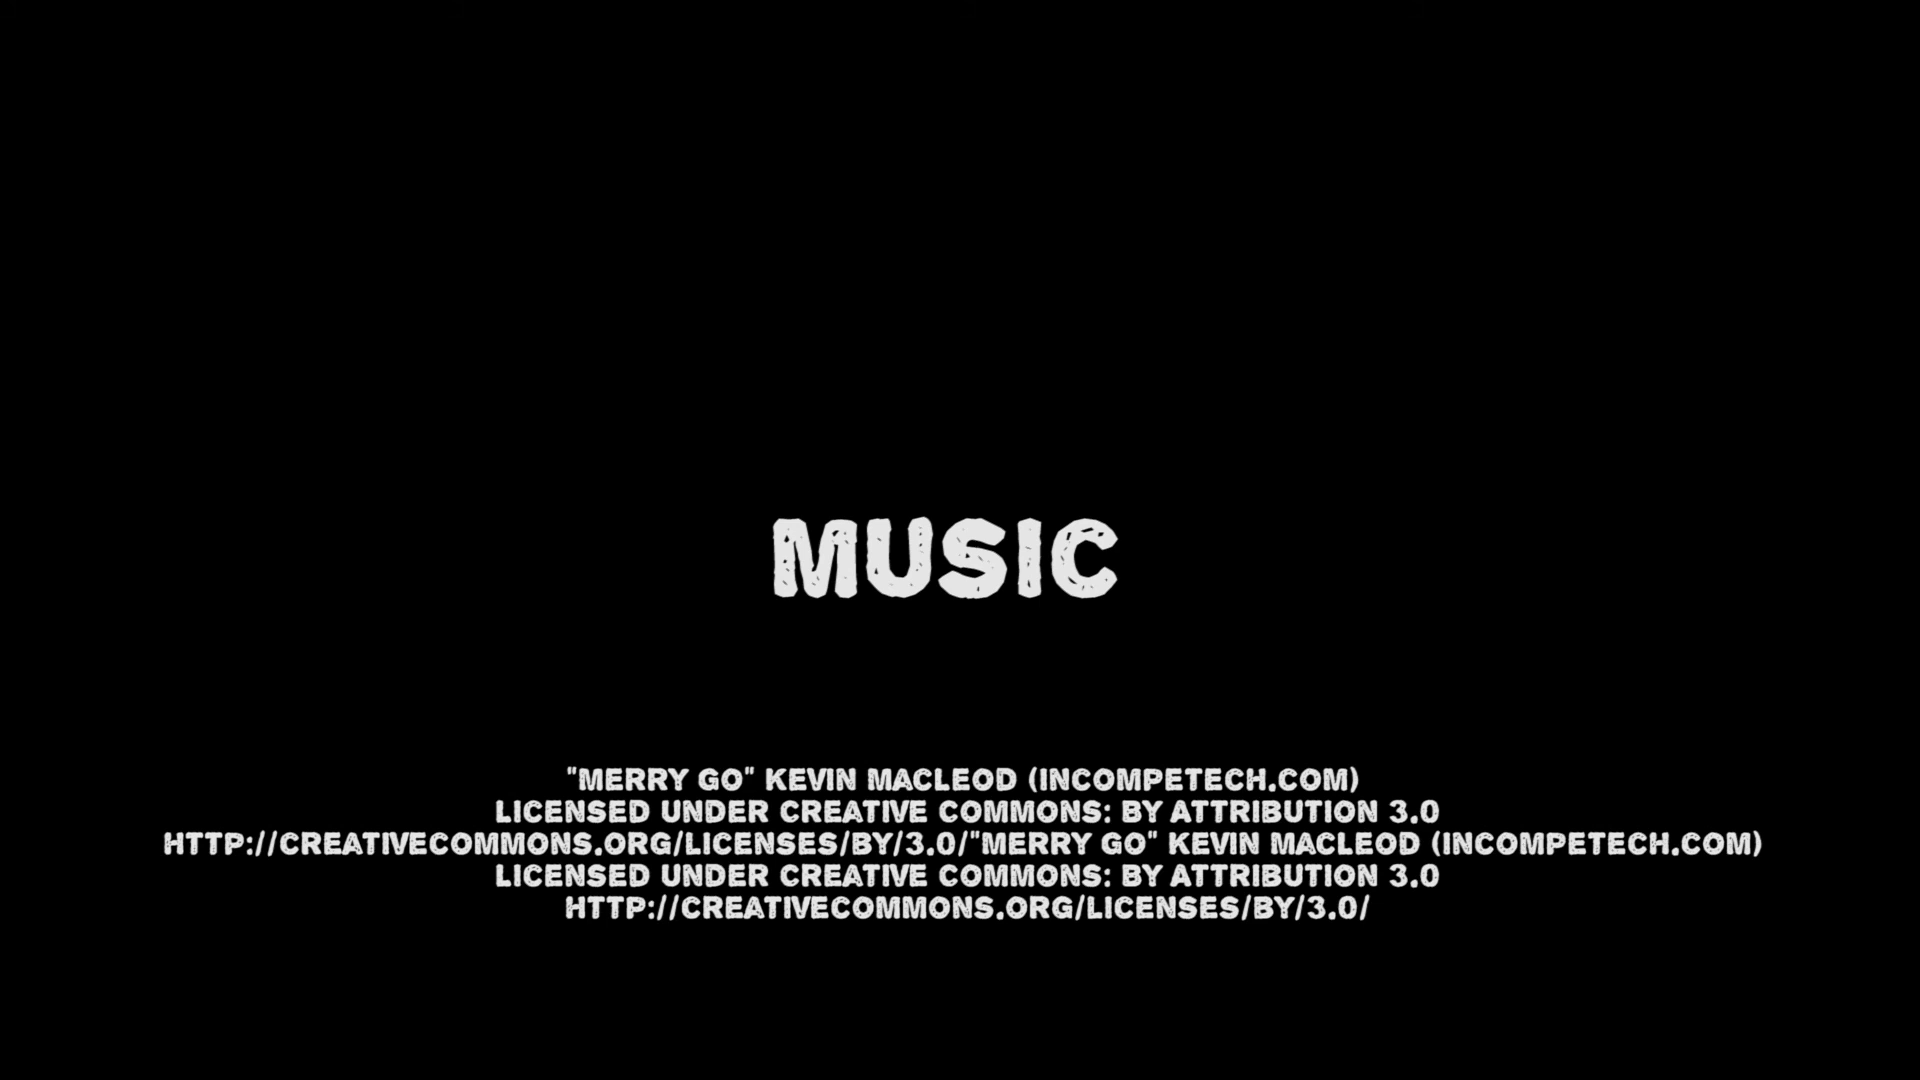 MUSIC
"MERRY GO" KEVIN MACLEOD (INCOMPETECH.COM)
LICENSED UNDER CREATIVE COMMONS: BY ATTRIBUTION 3.0
HTTP://CREATIVECOMMONS.ORG/LICENSES/BY/3.0/"MERRY GO" KEVIN MACLEOD (INCOMPETECH.COM)
LICENSED UNDER CREATIVE COMMONS: BY ATTRIBUTION 3.0
HTTP://CREATIVECOMMONS.ORG/LICENSES/BY/3.0/